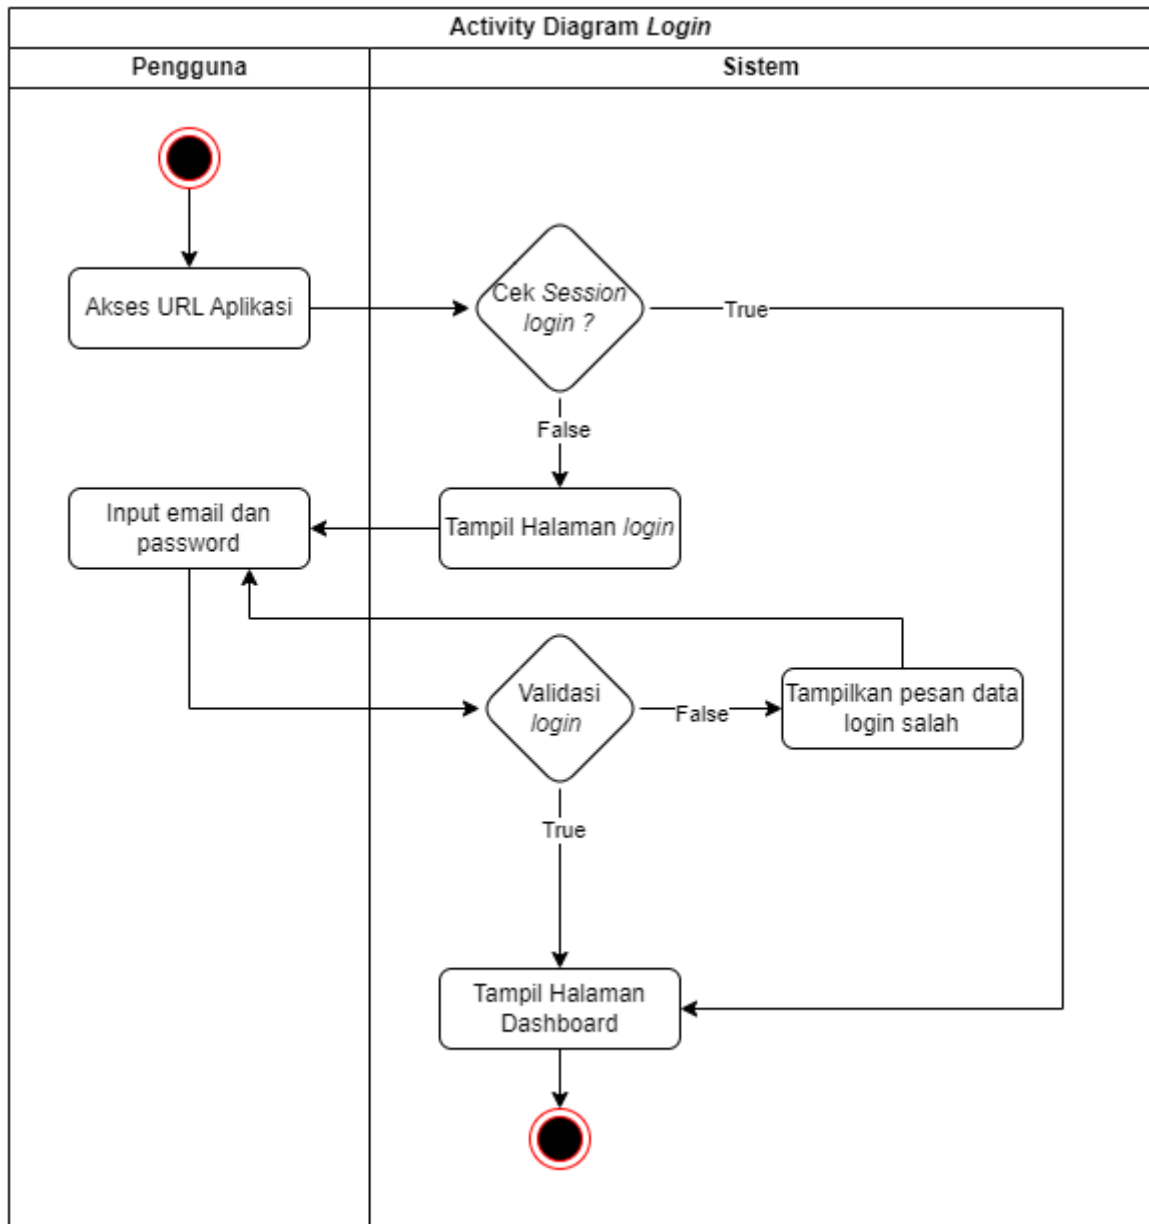 Activity Diagram Login
Pengguna
Sistem
Akses URL Aplikasi
Cek Session
login ?
True
False
Input email dan
password
Tampil Halaman login
Validasi
login
False
Tampilkan pesan data
login salah
True
Tampil Halaman
Dashboard